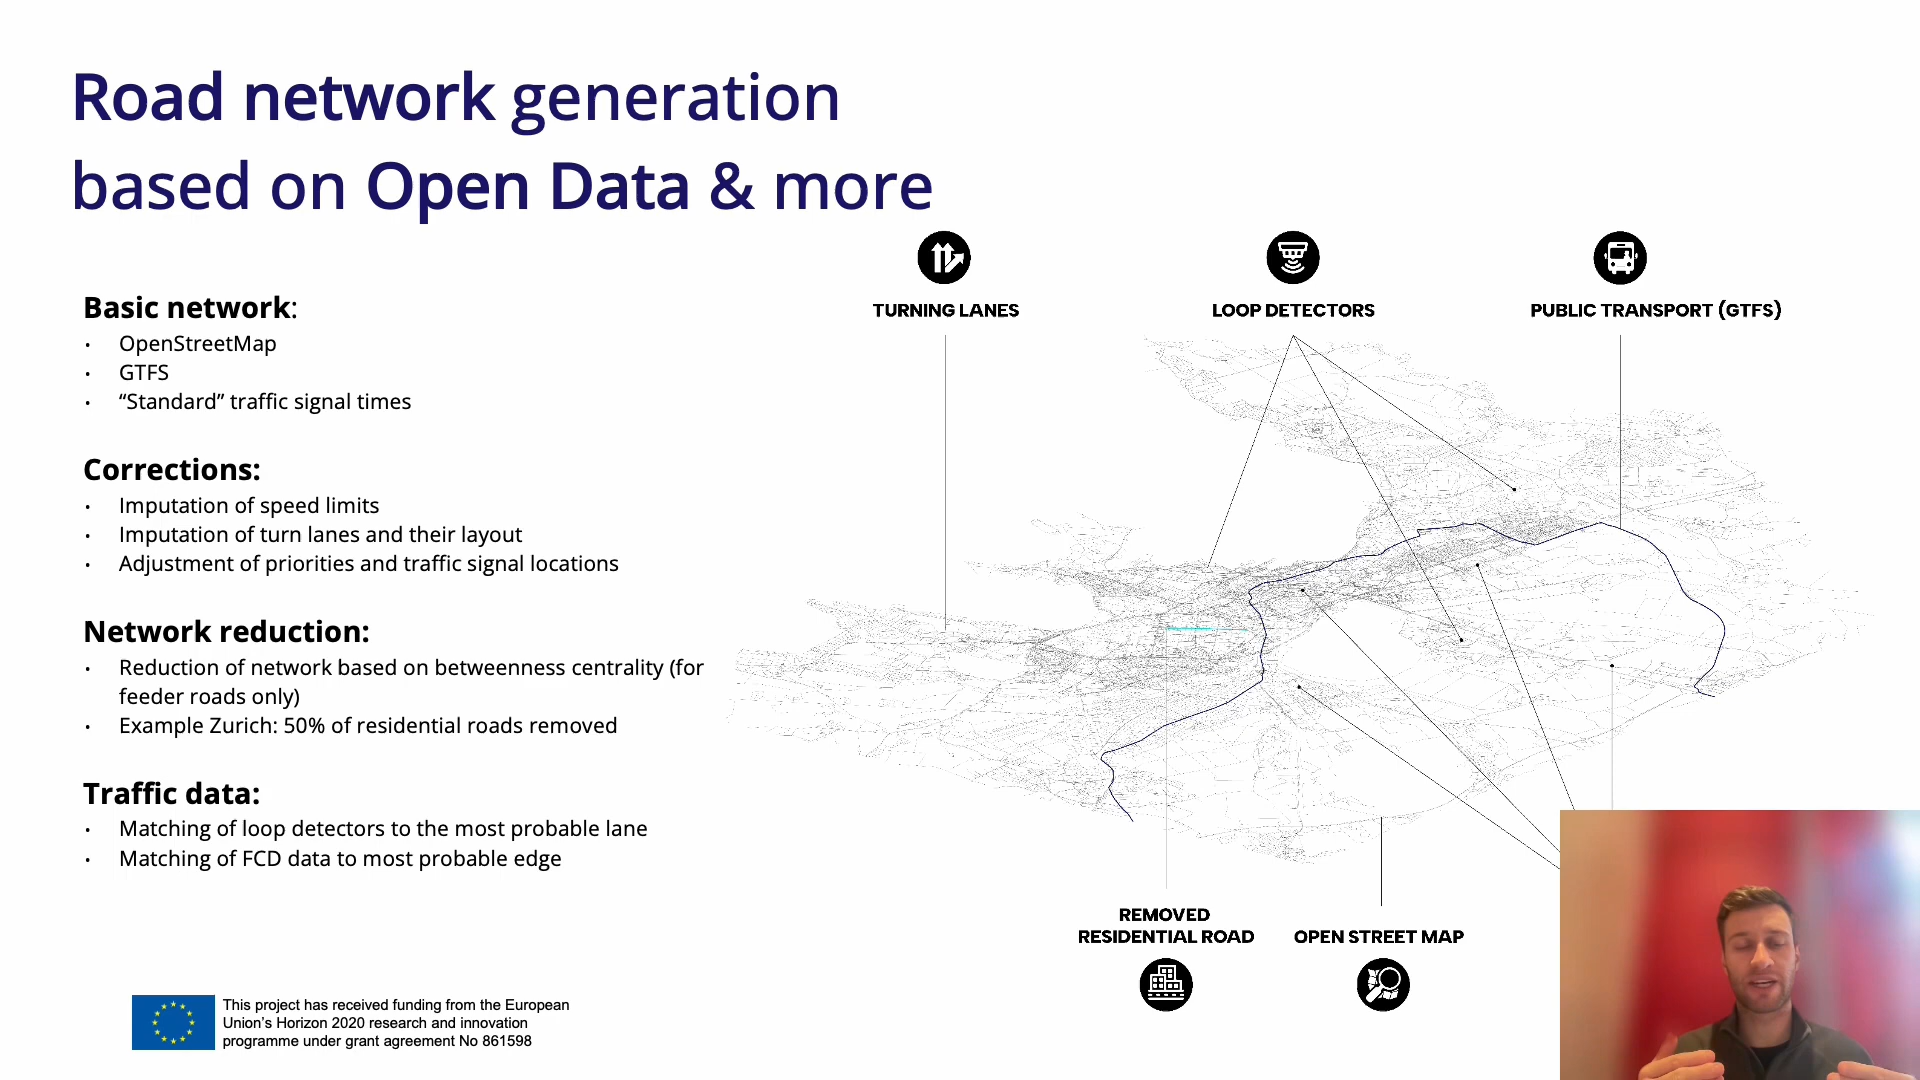 Road network generation
based on Open Data & more
TURNING LANES
LOOP DETECTORS
PUBLIC TRANSPORT (GTFS)
Basic network:
• OpenStreetMap
• GTFS
• “Standard” traffic signal times
Corrections:
• Imputation of speed limits
• Imputation of turn lanes and their layout
• Adjustment of priorities and traffic signal locations
Network reduction:
• Reduction of network based on betweenness centrality (for
feeder roads only)
• Example Zurich: 50% of residential roads removed
Traffic data:
• Matching of loop detectors to the most probable lane
• Matching of FCD data to most probable edge
REMOVED
RESIDENTIAL ROAD
OPEN STREET MAP
This project has received funding from the European
Union’s Horizon 2020 research and innovation
programme under grant agreement No 861598